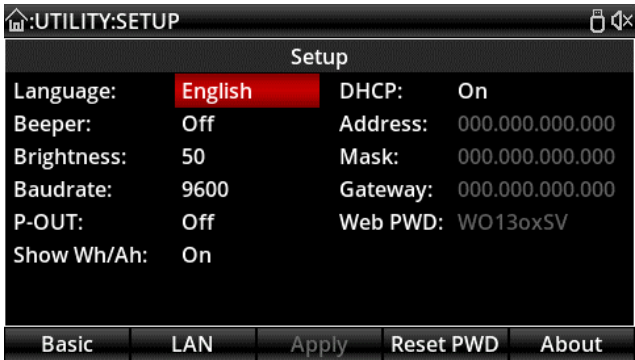 :UTILITY:SETUP
Setup
Language: English DHCP: On
Beeper: Off Address: 000.000.000.000
Brightness: 50 Mask: 000.000.000.000
Baudrate: 9600 Gateway: 000.000.000.000
P-OUT: Off Web PWD: WO13oxSV
Show Wh/Ah: On
Basic LAN Apply Reset PWD About